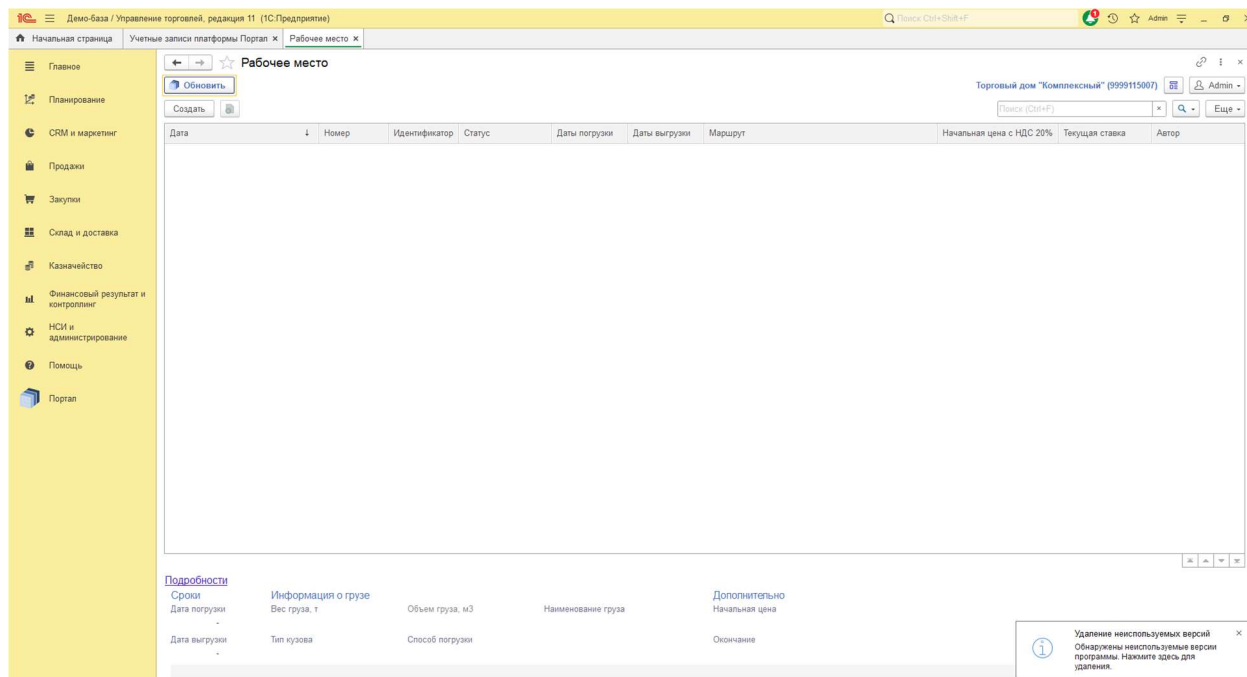 1С Демо-база / Управление торговлей, редакция 11 (1С:Предприятие) Поиск Ctrl+Shift+F 1 Admin
Начальная страница Учетные записи платформы Портал × Рабочее место ×
Главное
Планирование
CRM и маркетинг
Продажи
Закупки
Склад и доставка
Казначейство
Финансовый результат и
контроллинг
НСИ и
администрирование
Помощь
Портал
Рабочее место
Обновить Торговый дом "Комплексный" (9999115007) Admin
Создать Поиск (Ctrl+F) × Еще
Дата ↓ Номер Идентификатор Статус Даты погрузки Даты выгрузки Маршрут Начальная цена с НДС 20% Текущая ставка Автор
Подробности
Сроки Информация о грузе Дополнительно
Дата погрузки Вес груза, т Объем груза, м3 Наименование груза Начальная цена
-
Дата выгрузки Тип кузова Способ погрузки Окончание
-
Удаление неиспользуемых версий ×
Обнаружены неиспользуемые версии
программы. Нажмите здесь для
удаления.